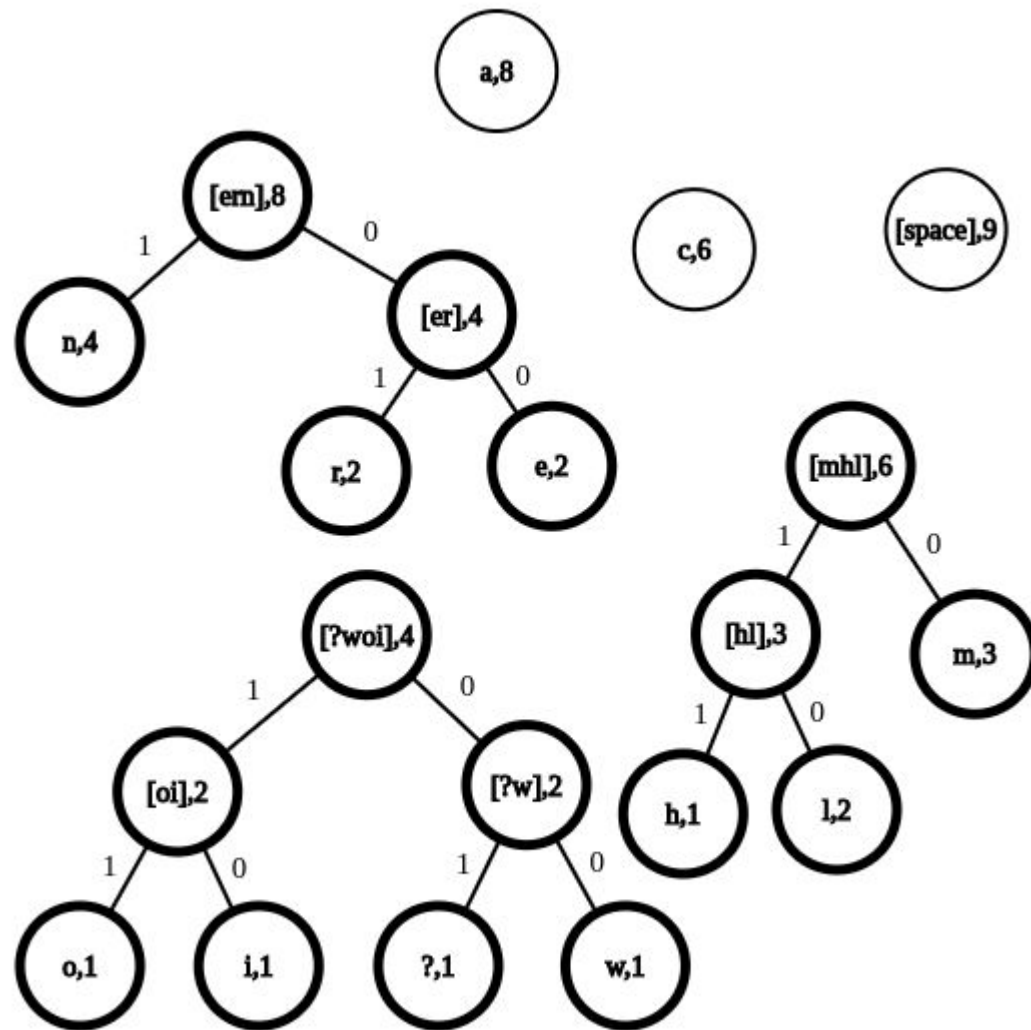 a,8
[ern],8
1
0
c,6
[space],9
n,4
[er],4
1
0
r,2
e,2
[mhl],6
1
0
[?woi],4
[hl],3
m,3
1
0
1
0
[oi],2
[?w],2
h,1
l,2
1
0
1
0
o,1
i,1
?,1
w,1